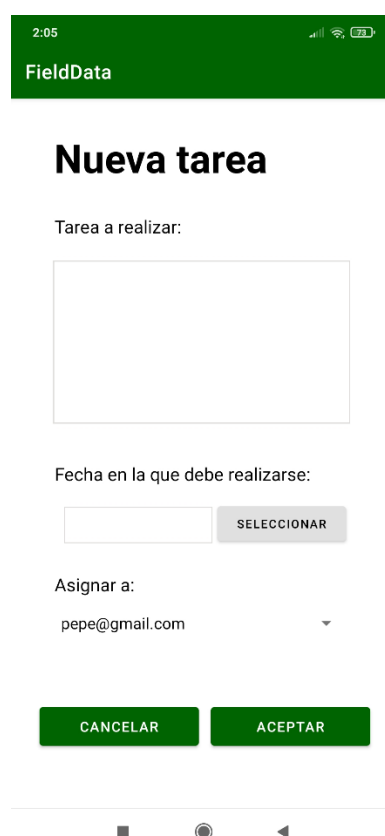 2:05
73
FieldData
Nueva tarea
Tarea a realizar:
Fecha en la que debe realizarse:
SELECCIONAR
Asignar a:
pepe@gmail.com
CANCELAR ACEPTAR